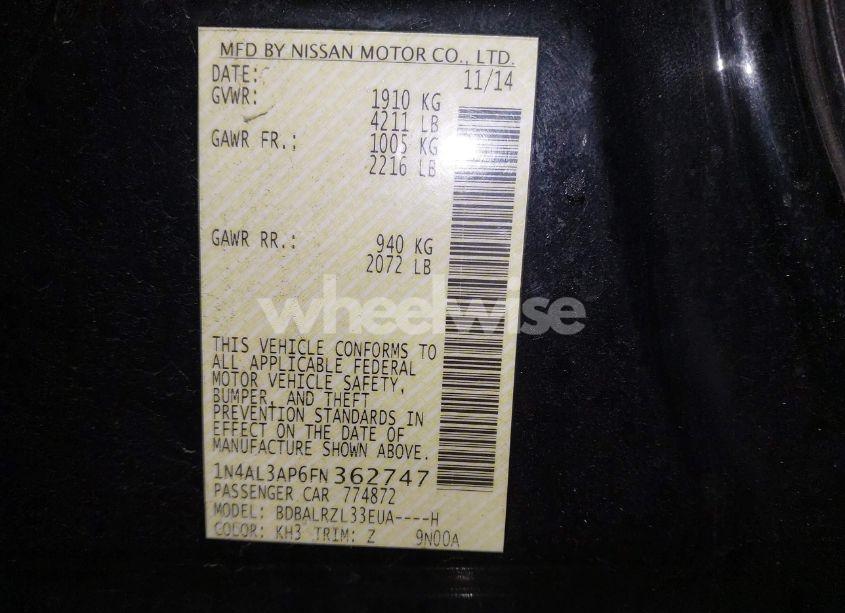 MFD BY NISSAN MOTOR CO., LTD.
DATE: 11/14
GVWR: 1910 KG
4211 LB
GAWR FR.: 1005 KG
2216 LB
GAWR RR.: 940 KG
2072 LB
wheelwise
THIS VEHICLE CONFORMS TO
ALL APPLICABLE FEDERAL
MOTOR VEHICLE SAFETY,
BUMPER, AND THEFT
PREVENTION STANDARDS IN
EFFECT ON THE DATE OF
MANUFACTURE SHOWN ABOVE.
1N4AL3AP6FN362747
PASSENGER CAR 774872
MODEL: BDBALRZL33EUA----H
COLOR: KH3 TRIM: Z 9N00A